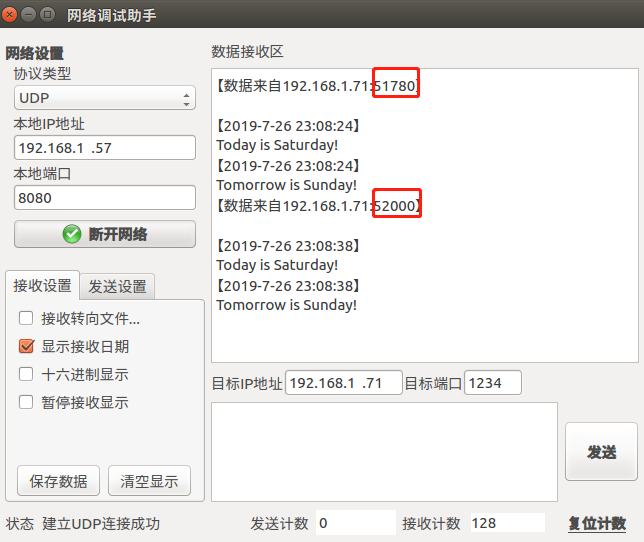 网络调试助手
网络设置
协议类型
UDP
本地IP地址
192.168.1 .57
本地端口
8080
断开网络
接收设置 发送设置
接收转向文件...
显示接收日期
十六进制显示
暂停接收显示
保存数据 清空显示
数据接收区
【数据来自192.168.1.71:51780】
【2019-7-26 23:08:24】
Today is Saturday!
【2019-7-26 23:08:24】
Tomorrow is Sunday!
【数据来自192.168.1.71:52000】
【2019-7-26 23:08:38】
Today is Saturday!
【2019-7-26 23:08:38】
Tomorrow is Sunday!
目标IP地址 192.168.1 .71 目标端口 1234
发送
状态 建立UDP连接成功 发送计数 0 接收计数 128 复位计数